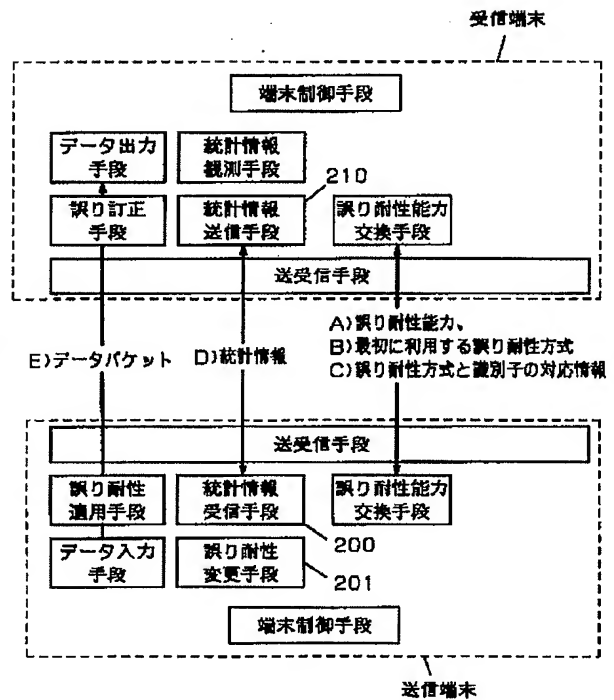 受信端末
端末制御手段
データ出力
手段
統計情報
観測手段
210
誤り訂正
手段
統計情報
送信手段
誤り耐性能力
交換手段
送受信手段
E)データパケット
D)統計情報
A)誤り耐性能力、
B)最初に利用する誤り耐性方式
C)誤り耐性方式と識別子の対応情報
送受信手段
誤り耐性
適用手段
統計情報
受信手段
誤り耐性能力
交換手段
200
データ入力
手段
誤り耐性
変更手段
201
端末制御手段
送信端末